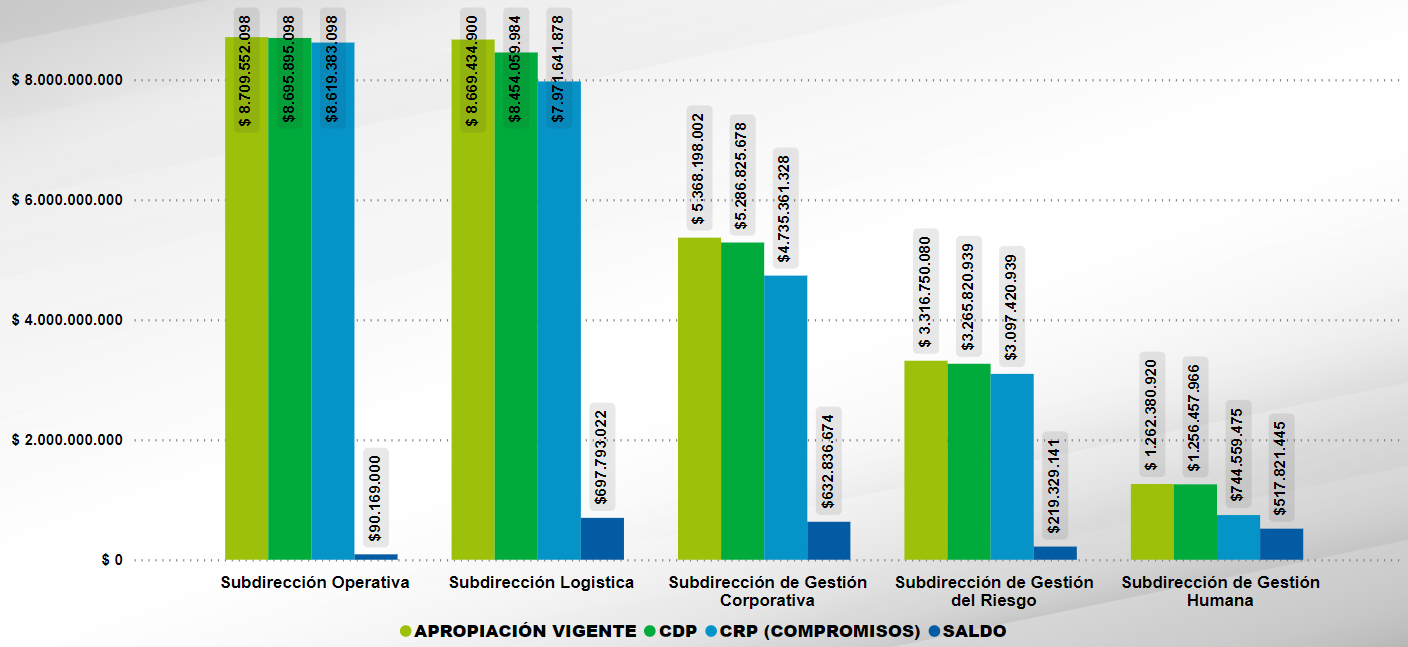 $ 8.000.000.000
$ 6.000.000.000
$ 4.000.000.000
$ 2.000.000.000
$ 0
$ 8.709.552.098
$8.695.895.098
$8.619.383.098
$90.169.000
$ 8.669.434.900
$8.454.059.984
$7.971.641.878
$697.793.022
$ 5.368.198.002
$5.286.825.678
$4.735.361.328
$632.836.674
$ 3.316.750.080
$3.265.820.939
$3.097.420.939
$219.329.141
$ 1.262.380.920
$1.256.457.966
$744.559.475
$517.821.445
Subdirección Operativa
Subdirección Logistica
Subdirección de Gestión
Corporativa
Subdirección de Gestión
del Riesgo
Subdirección de Gestión
Humana
APROPIACIÓN VIGENTE CDP CRP (COMPROMISOS) SALDO